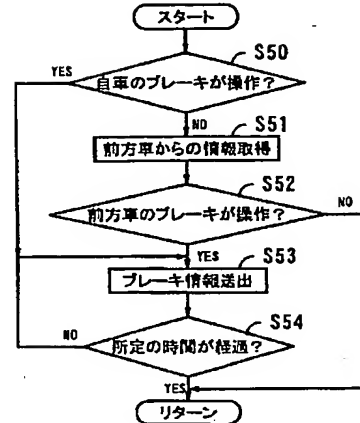 スタート
S50
YES
自車のブレーキが操作?
NO
S51
前方車からの情報取得
S52
前方車のブレーキが操作?
NO
YES
S53
ブレーキ情報送出
S54
NO
所定の時間が経過?
YES
リターン